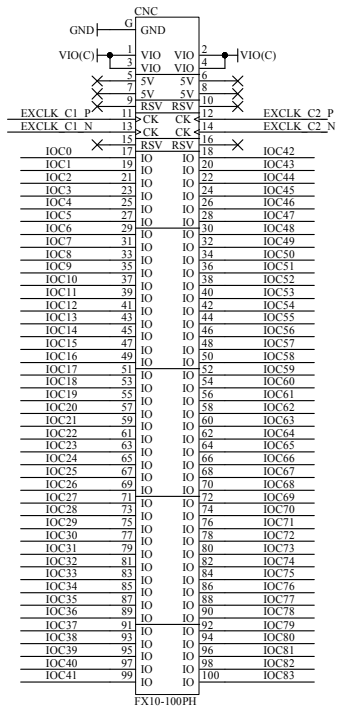 CNC
GND G GND
1 VIO VIO 2
VIO(C) VIO(C)
3 VIO VIO 4
5 5V 5V 6
7 5V 5V 8
9 RSV RSV 10
EXCLK_C1_P 11 CK CK 12 EXCLK_C2_P
EXCLK_C1_N 13 CK CK 14 EXCLK_C2_N
15 RSV RSV 16
IOC0 17 IO IO 18 IOC42
IOC1 19 IO IO 20 IOC43
IOC2 21 IO IO 22 IOC44
IOC3 23 IO IO 24 IOC45
IOC4 25 IO IO 26 IOC46
IOC5 27 IO IO 28 IOC47
IOC6 29 IO IO 30 IOC48
IOC7 31 IO IO 32 IOC49
IOC8 33 IO IO 34 IOC50
IOC9 35 IO IO 36 IOC51
IOC10 37 IO IO 38 IOC52
IOC11 39 IO IO 40 IOC53
IOC12 41 IO IO 42 IOC54
IOC13 43 IO IO 44 IOC55
IOC14 45 IO IO 46 IOC56
IOC15 47 IO IO 48 IOC57
IOC16 49 IO IO 50 IOC58
IOC17 51 IO IO 52 IOC59
IOC18 53 IO IO 54 IOC60
IOC19 55 IO IO 56 IOC61
IOC20 57 IO IO 58 IOC62
IOC21 59 IO IO 60 IOC63
IOC22 61 IO IO 62 IOC64
IOC23 63 IO IO 64 IOC65
IOC24 65 IO IO 66 IOC66
IOC25 67 IO IO 68 IOC67
IOC26 69 IO IO 70 IOC68
IOC27 71 IO IO 72 IOC69
IOC28 73 IO IO 74 IOC70
IOC29 75 IO IO 76 IOC71
IOC30 77 IO IO 78 IOC72
IOC31 79 IO IO 80 IOC73
IOC32 81 IO IO 82 IOC74
IOC33 83 IO IO 84 IOC75
IOC34 85 IO IO 86 IOC76
IOC35 87 IO IO 88 IOC77
IOC36 89 IO IO 90 IOC78
IOC37 91 IO IO 92 IOC79
IOC38 93 IO IO 94 IOC80
IOC39 95 IO IO 96 IOC81
IOC40 97 IO IO 98 IOC82
IOC41 99 IO IO 100 IOC83
FX10-100PH